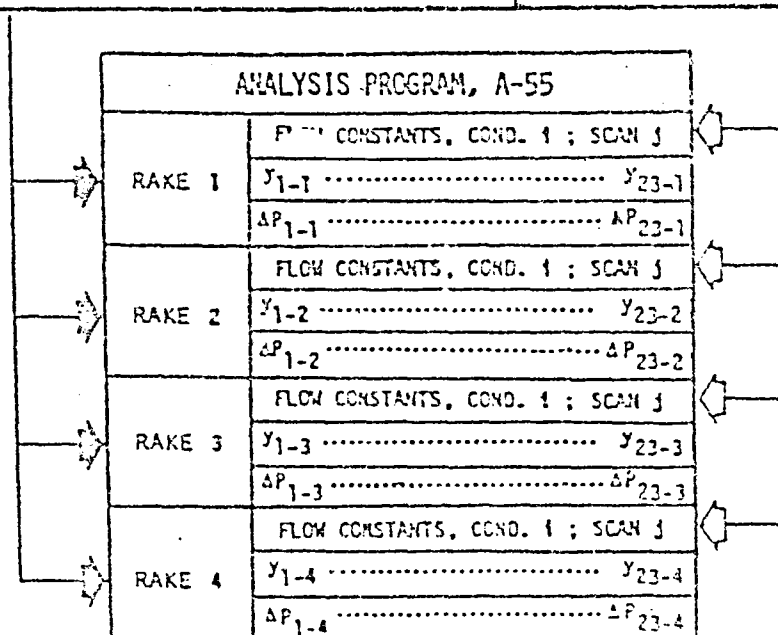 ANALYSIS PROGRAM, A-55
RAKE 1
FLOW CONSTANTS, COND. i ; SCAN j
y1-1 .............................. y23-1
ΔP1-1 .............................. ΔP23-1
RAKE 2
FLOW CONSTANTS, COND. i ; SCAN j
y1-2 .............................. y23-2
ΔP1-2 .............................. ΔP23-2
RAKE 3
FLOW CONSTANTS, COND. i ; SCAN j
y1-3 .............................. y23-3
ΔP1-3 .............................. ΔP23-3
RAKE 4
FLOW CONSTANTS, COND. i ; SCAN j
y1-4 .............................. y23-4
ΔP1-4 .............................. ΔP23-4